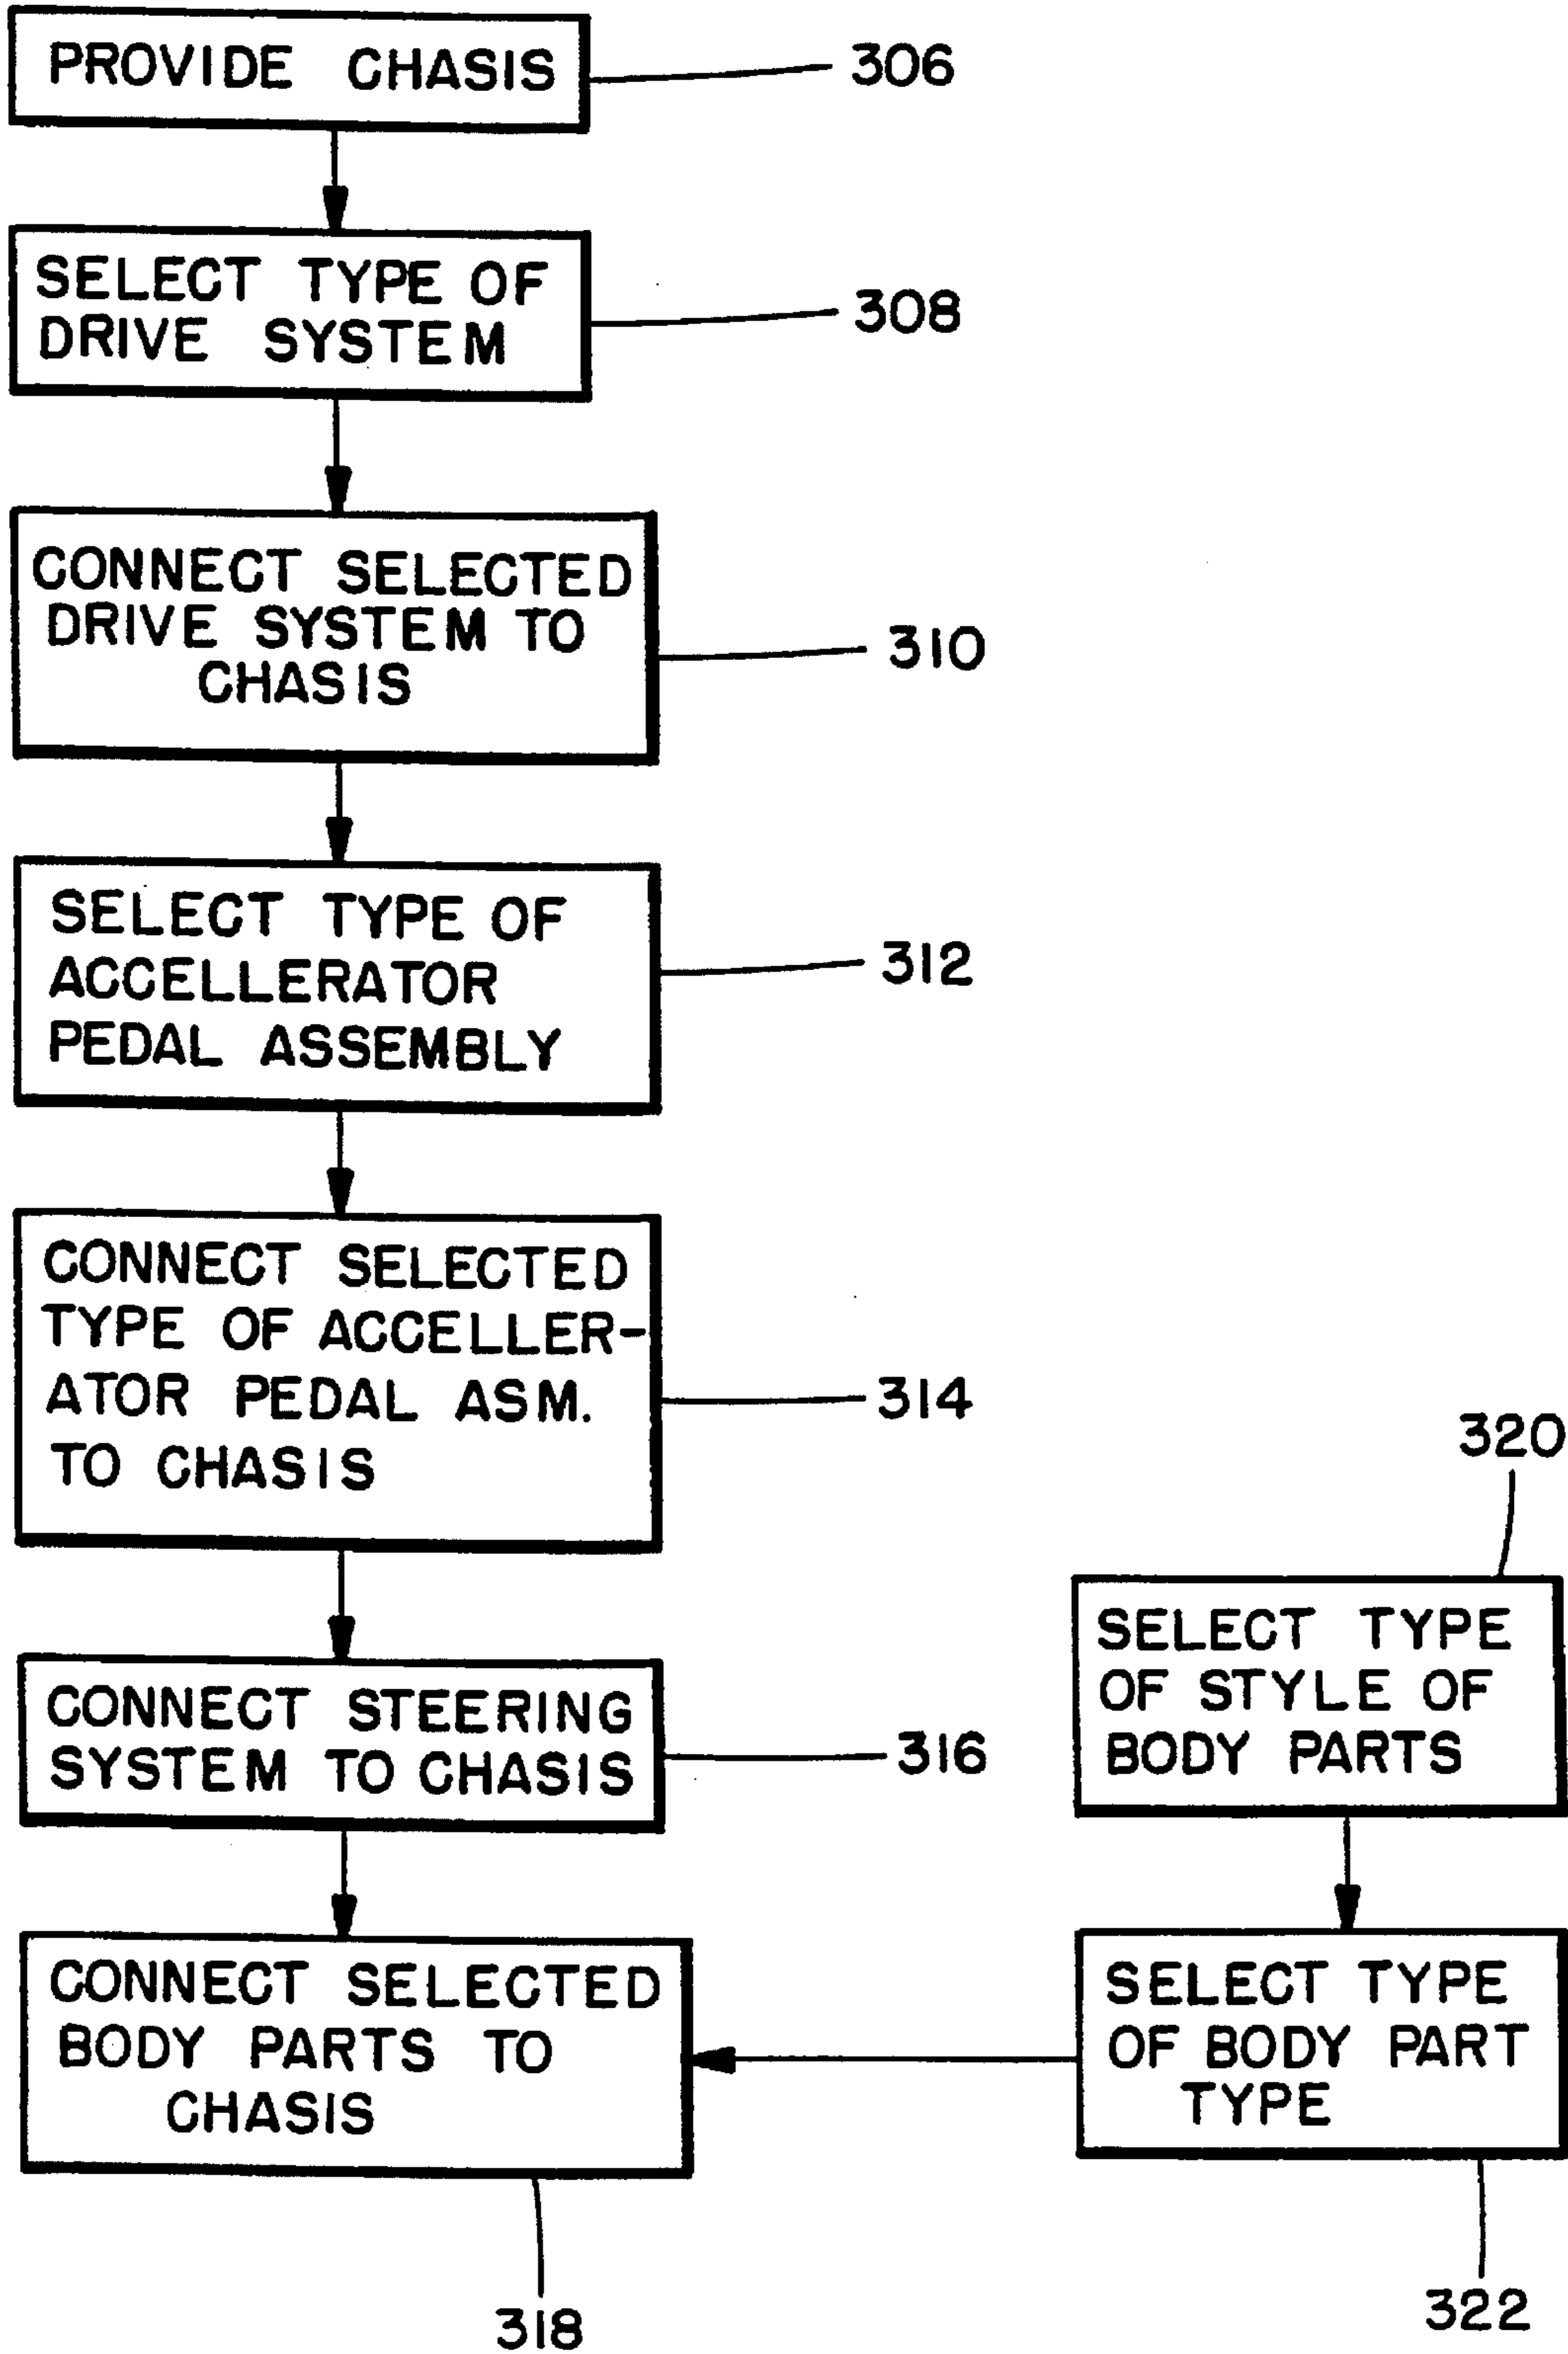 PROVIDE CHASIS
306
SELECT TYPE OF
DRIVE SYSTEM
308
CONNECT SELECTED
DRIVE SYSTEM TO
CHASIS
310
SELECT TYPE OF
ACCELLERATOR
PEDAL ASSEMBLY
312
CONNECT SELECTED
TYPE OF ACCELLER-
ATOR PEDAL ASM.
TO CHASIS
314
CONNECT STEERING
SYSTEM TO CHASIS
316
320
SELECT TYPE
OF STYLE OF
BODY PARTS
SELECT TYPE
OF BODY PART
TYPE
322
CONNECT SELECTED
BODY PARTS TO
CHASIS
318